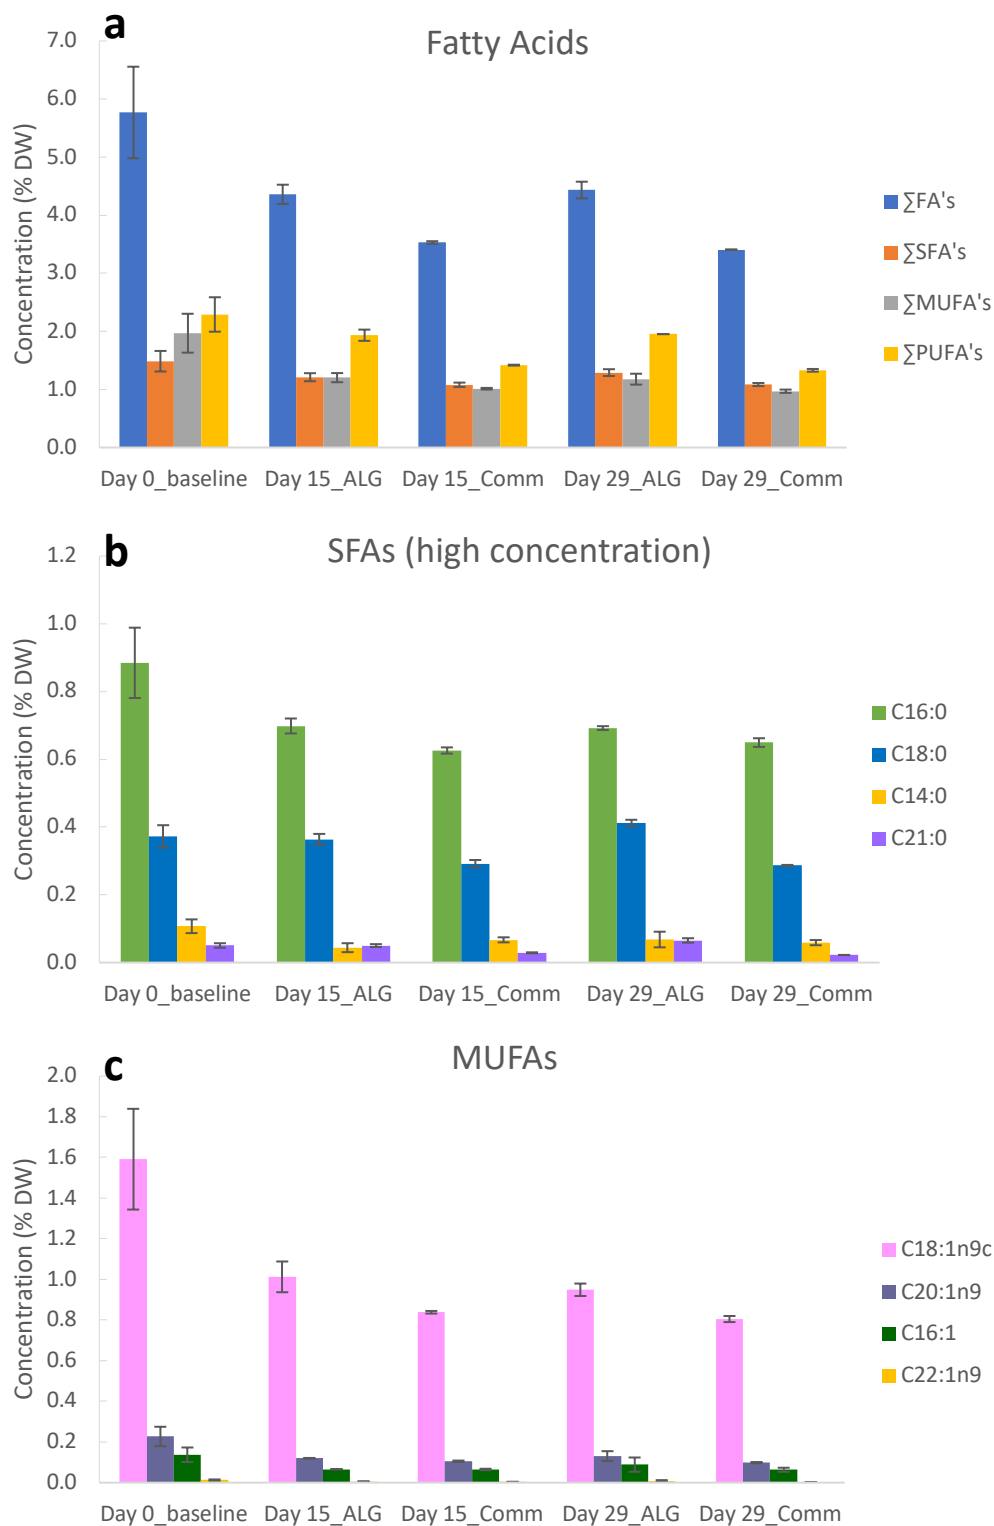 a
Fatty Acids
Concentration (% DW)
7.0
6.0
5.0
4.0
3.0
2.0
1.0
0.0
Day 0_baseline Day 15_ALG Day 15_Comm Day 29_ALG Day 29_Comm
∑FA's
∑SFA's
∑MUFA's
∑PUFA's
b
SFAs (high concentration)
Concentration (% DW)
1.2
1.0
0.8
0.6
0.4
0.2
0.0
Day 0_baseline Day 15_ALG Day 15_Comm Day 29_ALG Day 29_Comm
C16:0
C18:0
C14:0
C21:0
c
MUFAs
Concentration (% DW)
2.0
1.8
1.6
1.4
1.2
1.0
0.8
0.6
0.4
0.2
0.0
Day 0_baseline Day 15_ALG Day 15_Comm Day 29_ALG Day 29_Comm
C18:1n9c
C20:1n9
C16:1
C22:1n9